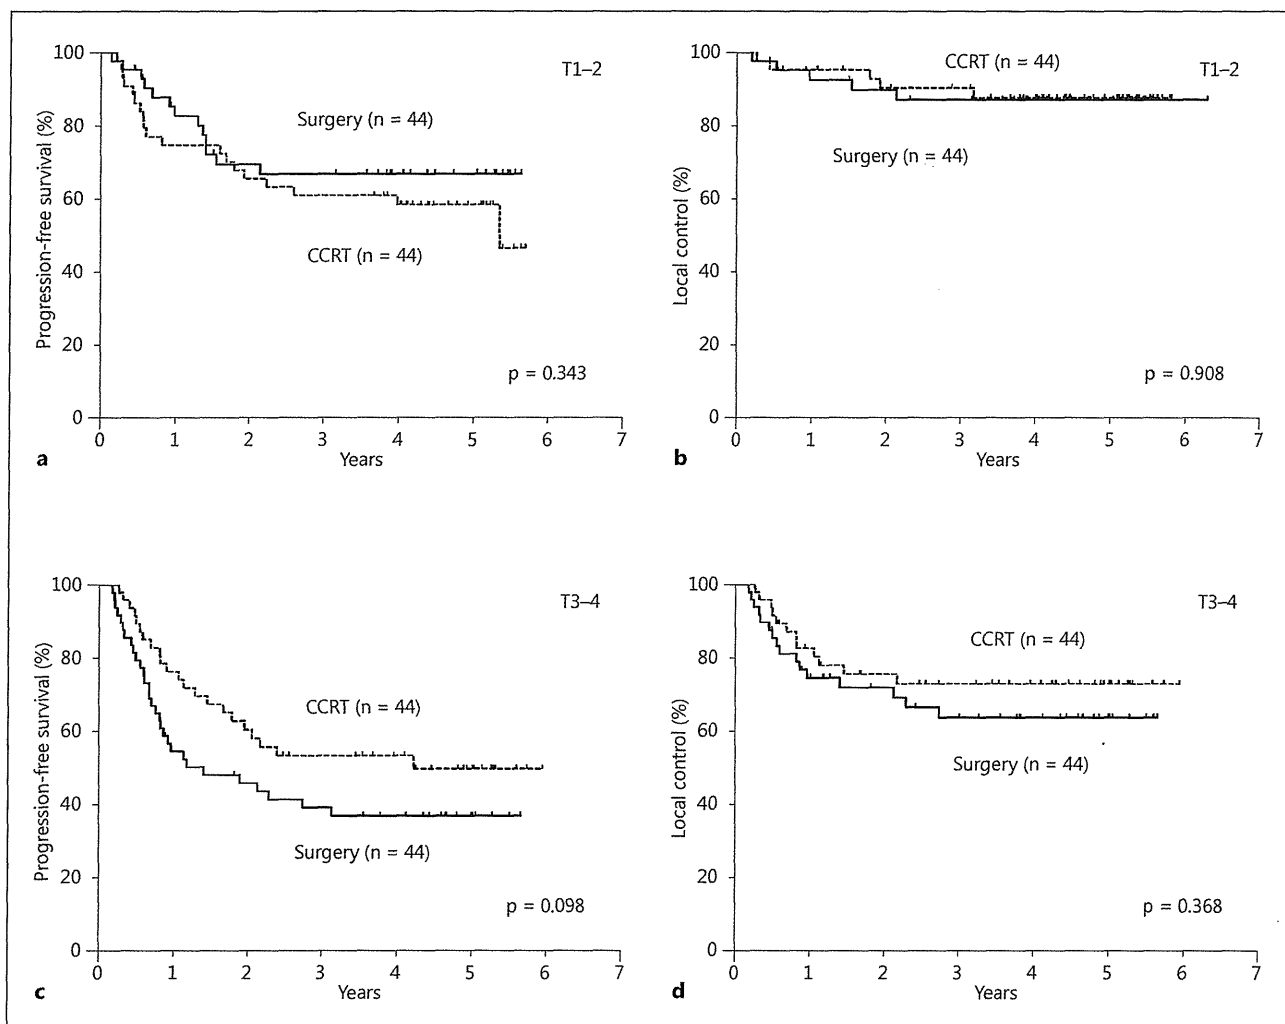 100
80
60
40
20
0
Progression-free survival (%)
T1–2
Surgery (n = 44)
CCRT (n = 44)
p = 0.343
0 1 2 3 4 5 6 7
Years
a
100
80
60
40
20
0
Local control (%)
CCRT (n = 44)
T1–2
Surgery (n = 44)
p = 0.908
0 1 2 3 4 5 6 7
Years
b
100
80
60
40
20
0
Progression-free survival (%)
T3–4
CCRT (n = 44)
Surgery (n = 44)
p = 0.098
0 1 2 3 4 5 6 7
Years
c
100
80
60
40
20
0
Local control (%)
T3–4
CCRT (n = 44)
Surgery (n = 44)
p = 0.368
0 1 2 3 4 5 6 7
Years
d